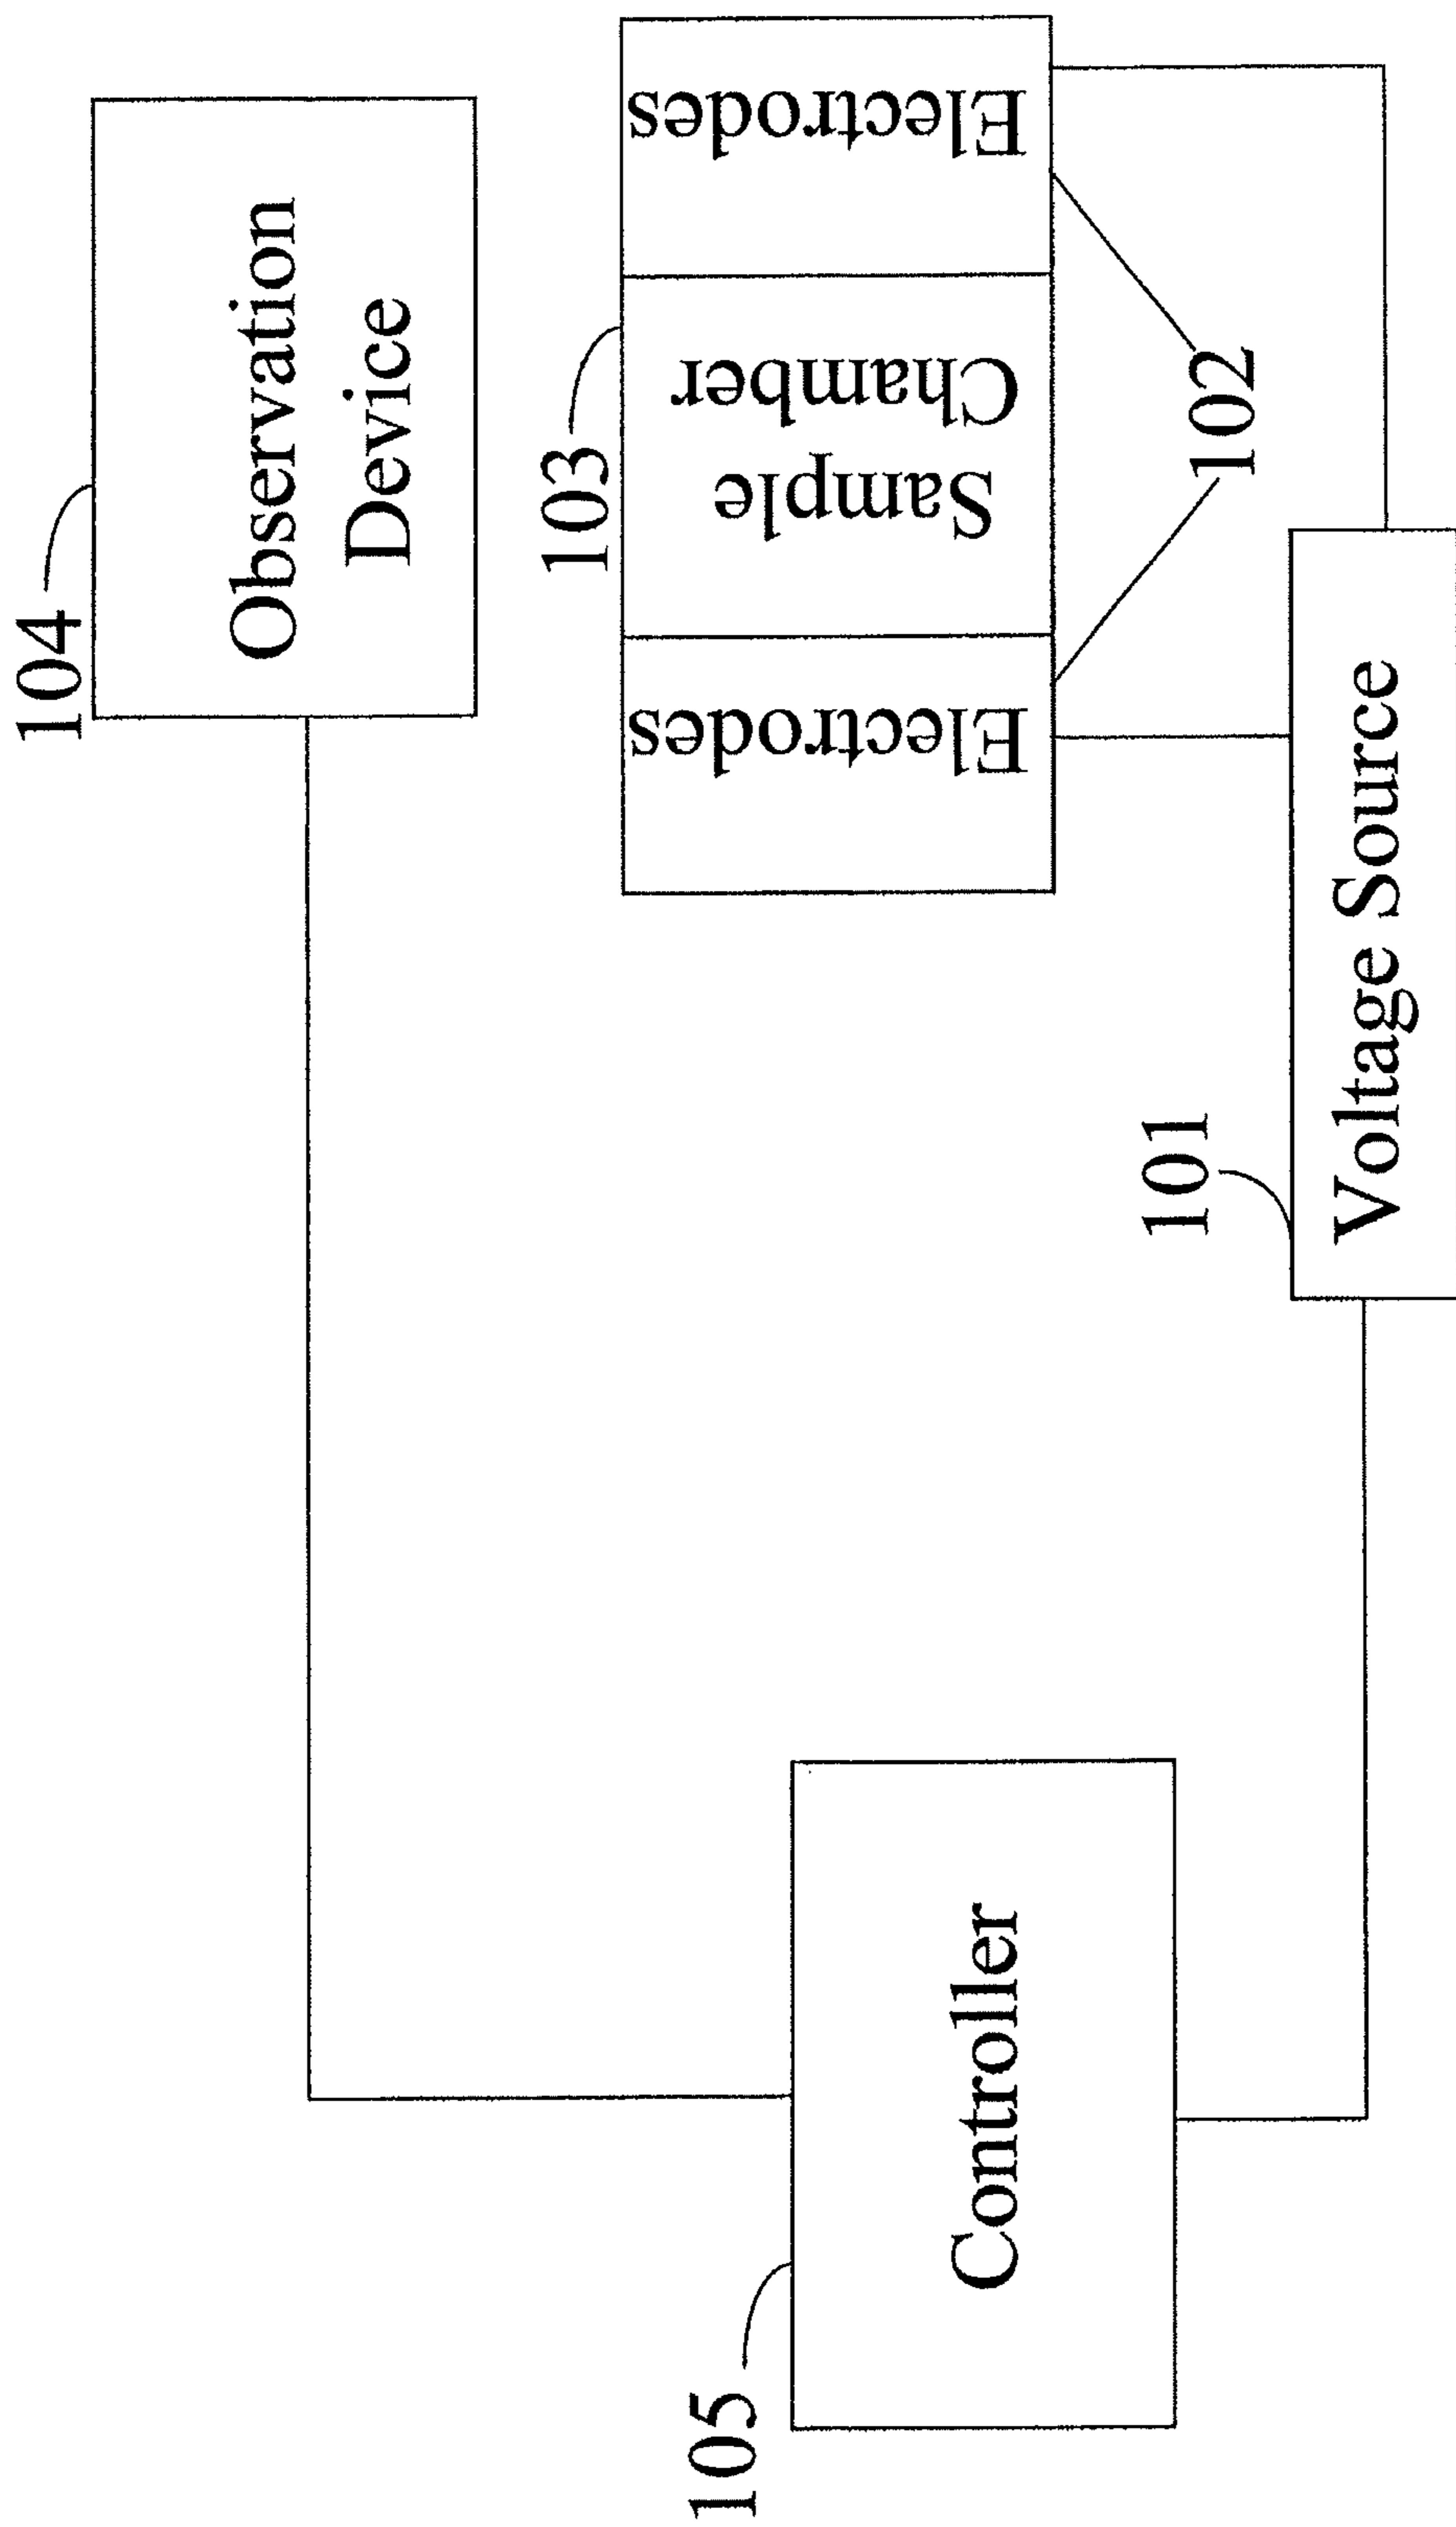 104
Observation
Device
103
Electrodes
Sample
Chamber
Electrodes
102
105
Controller
101
Voltage Source